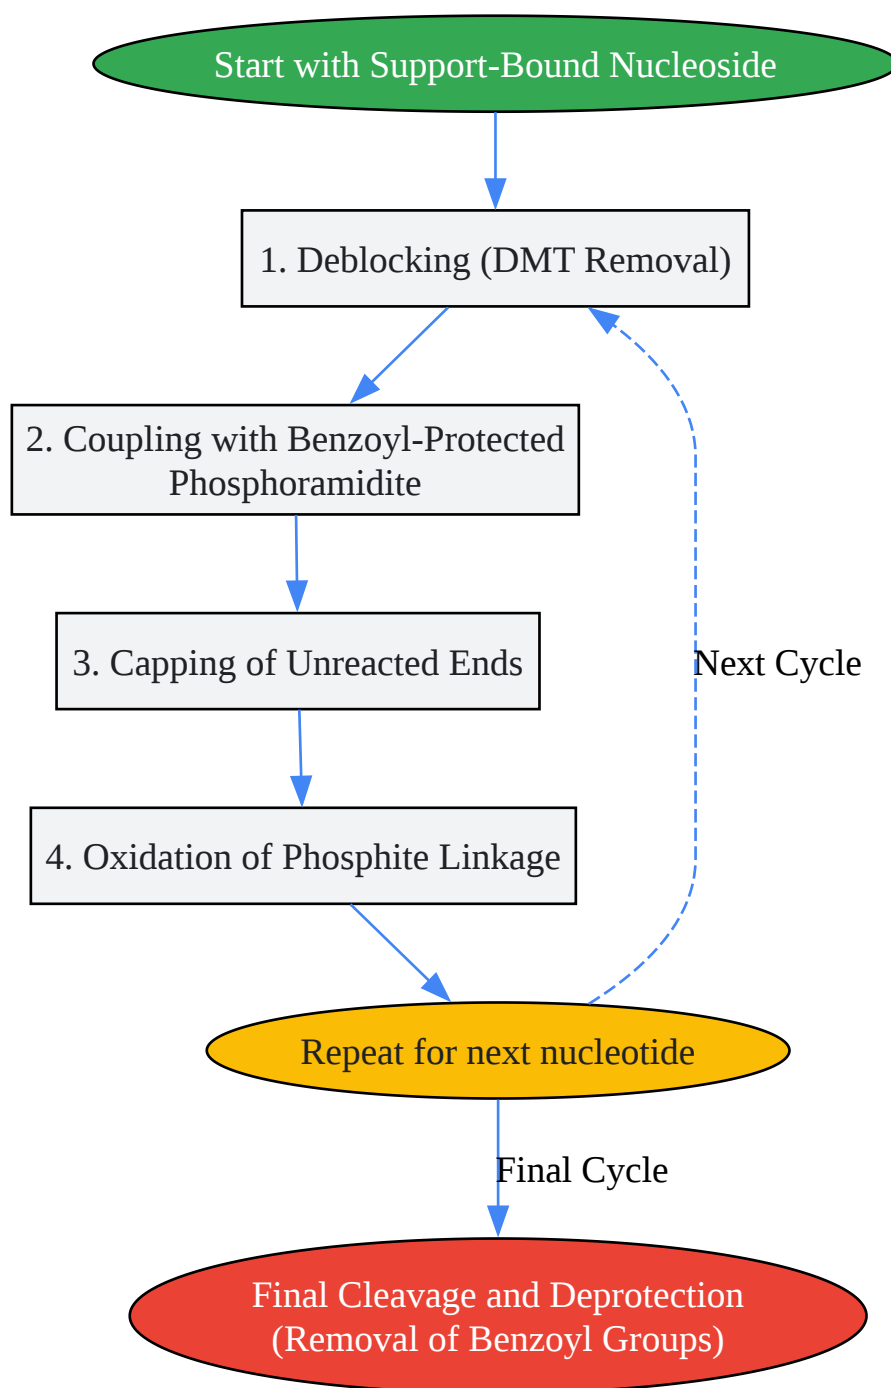 Start with Support-Bound Nucleoside
1. Deblocking (DMT Removal)
2. Coupling with Benzoyl-Protected
Phosphoramidite
3. Capping of Unreacted Ends
Next Cycle
4. Oxidation of Phosphite Linkage
Repeat for next nucleotide
Final Cycle
Final Cleavage and Deprotection
(Removal of Benzoyl Groups)